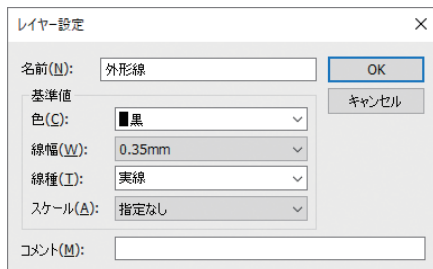 レイヤー設定
名前(N): 外形線
OK
基準値
キャンセル
色(C): 黒
線幅(W): 0.35mm
線種(T): 実線
スケール(A): 指定なし
コメント(M):